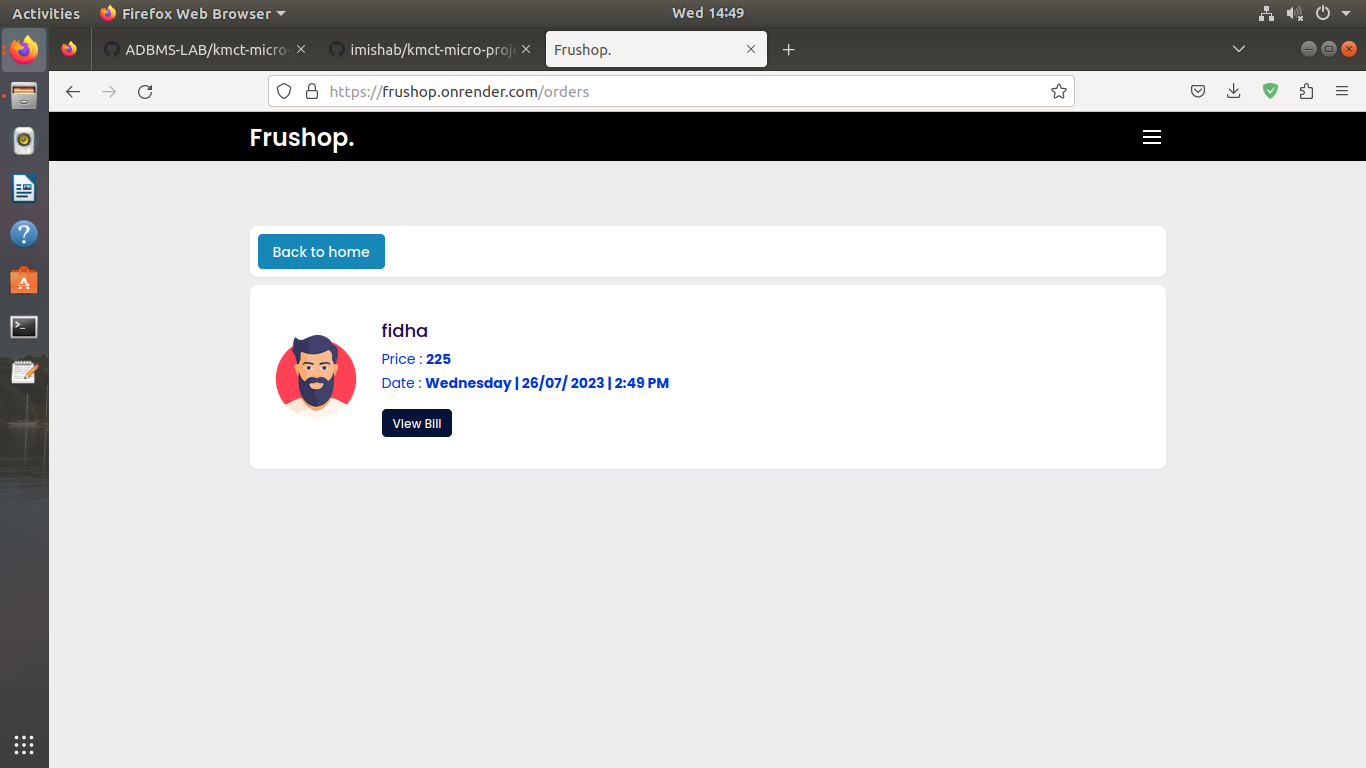 Activities
Firefox Web Browser
Wed 14:49
ADBMS-LAB/kmct-micro-
imishab/kmct-micro-proje
Frushop.
https://frushop.onrender.com/orders
Frushop.
Back to home
fidha
Price : 225
Date : Wednesday | 26/07/ 2023 | 2:49 PM
View Bill